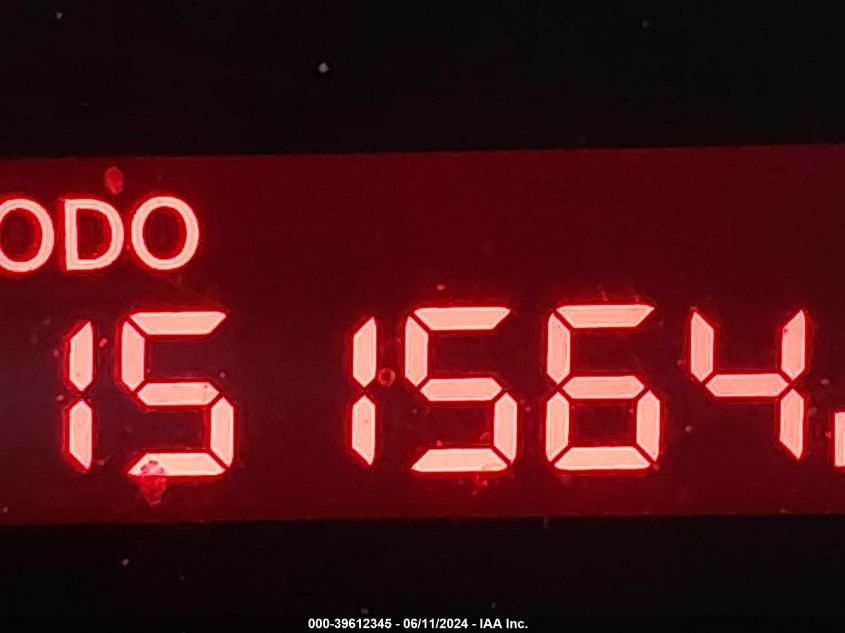 ODO
15 1564.
000-39612345 - 06/11/2024 - IAA Inc.